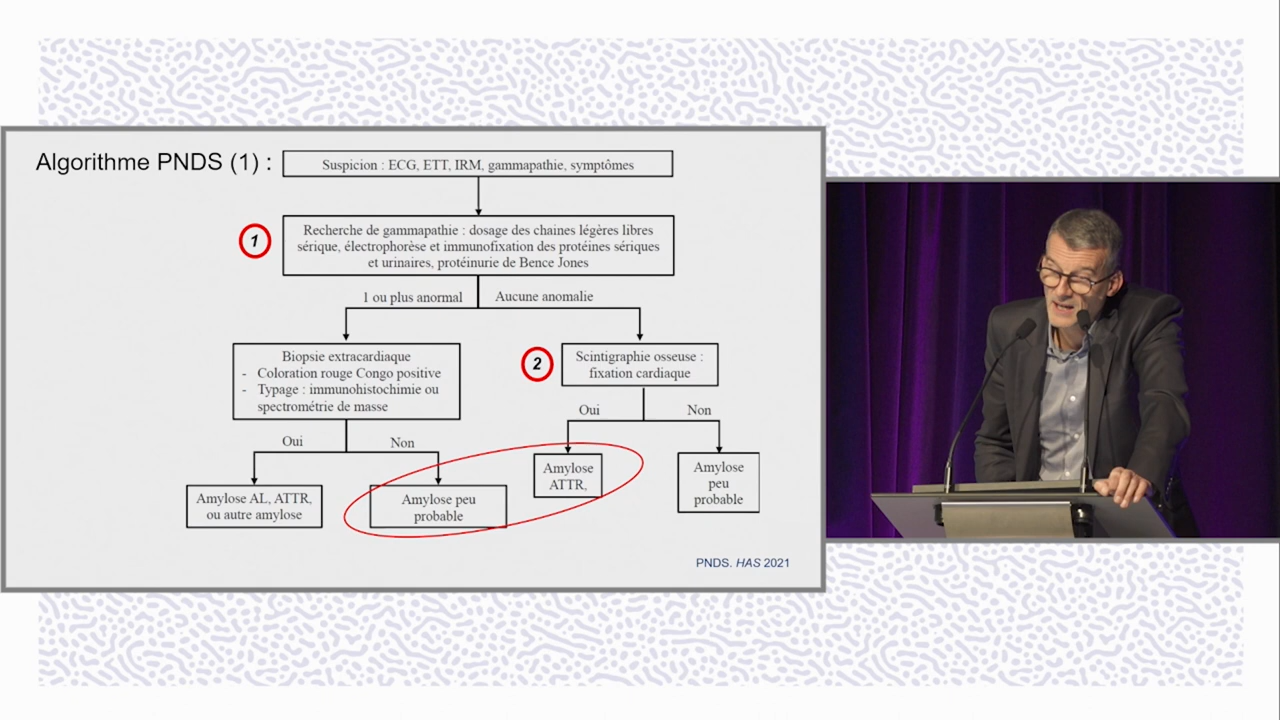 Algorithme PNDS (1) :
Suspicion : ECG, ETT, IRM, gammapathie, symptômes
1
Recherche de gammapathie : dosage des chaines légères libres
sérique, électrophorèse et immunofixation des protéines sériques
et urinaires, protéinurie de Bence Jones
1 ou plus anormal
Aucune anomalie
Biopsie extracardiaque
- Coloration rouge Congo positive
- Typage : immunohistochimie ou
spectrométrie de masse
2
Scintigraphie osseuse :
fixation cardiaque
Oui
Non
Oui
Non
Amylose AL, ATTR,
ou autre amylose
Amylose peu
probable
Amylose
ATTR,
Amylose
peu
probable
PNDS. HAS 2021